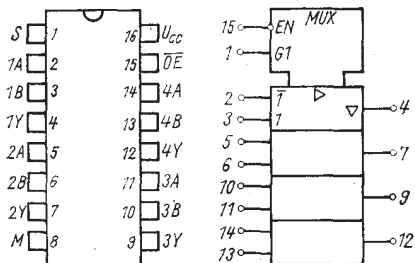 S 1 16 Ucc
1A 2 15 OE
1B 3 14 4A
1Y 4 13 4B
2A 5 12 4Y
2B 6 11 3A
2Y 7 10 3B
M 8 9 3Y
MUX
15 EN
1 G1
2 1 ▷ ▽ 4
3 1
5
7
6
10
9
11
14
12
13